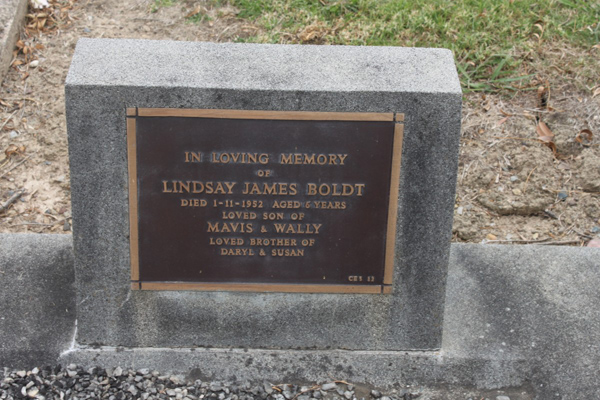 IN LOVING MEMORY
OF
LINDSAY JAMES BOLDT
DIED 1-11-1952 AGED YEARS
LOVED SON OF
MAVIS & WALLY
LOVED BROTHER OF
DARYL & SUSAN